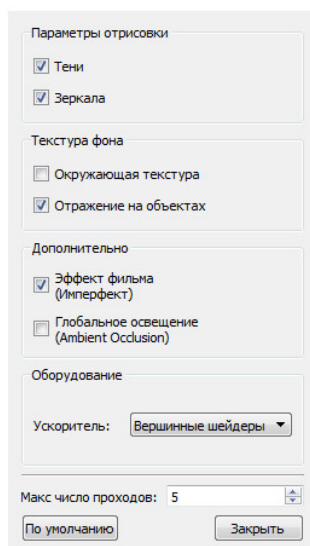 Параметры отрисовки
Тени
Зеркала
Текстура фона
Окружающая текстура
Отражение на объектах
Дополнительно
Эффект фильма
(Имперфект)
Глобальное освещение
(Ambient Occlusion)
Оборудование
Ускоритель: Вершинные шейдеры
Макс число проходов: 5
По умолчанию Закрыть